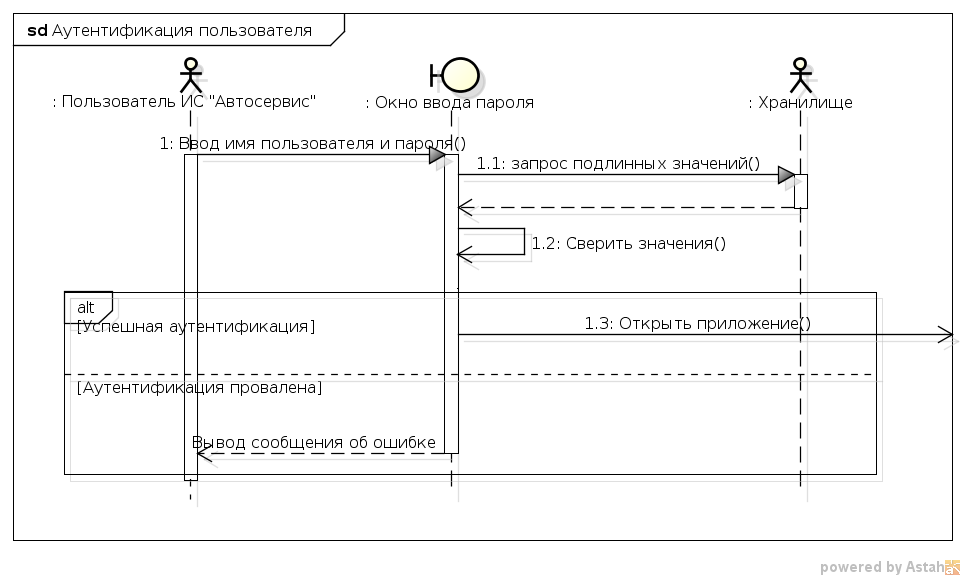 sd Аутентификация пользователя
: Пользователь ИС "Автосервис"
: Окно ввода пароля
: Хранилище
1: Ввод имя пользователя и пароля()
1.1: запрос подлинных значений()
1.2: Сверить значения()
alt
[Успешная аутентификация]
1.3: Открыть приложение()
[Аутентификация провалена]
Вывод сообщения об ошибке
powered by Astah